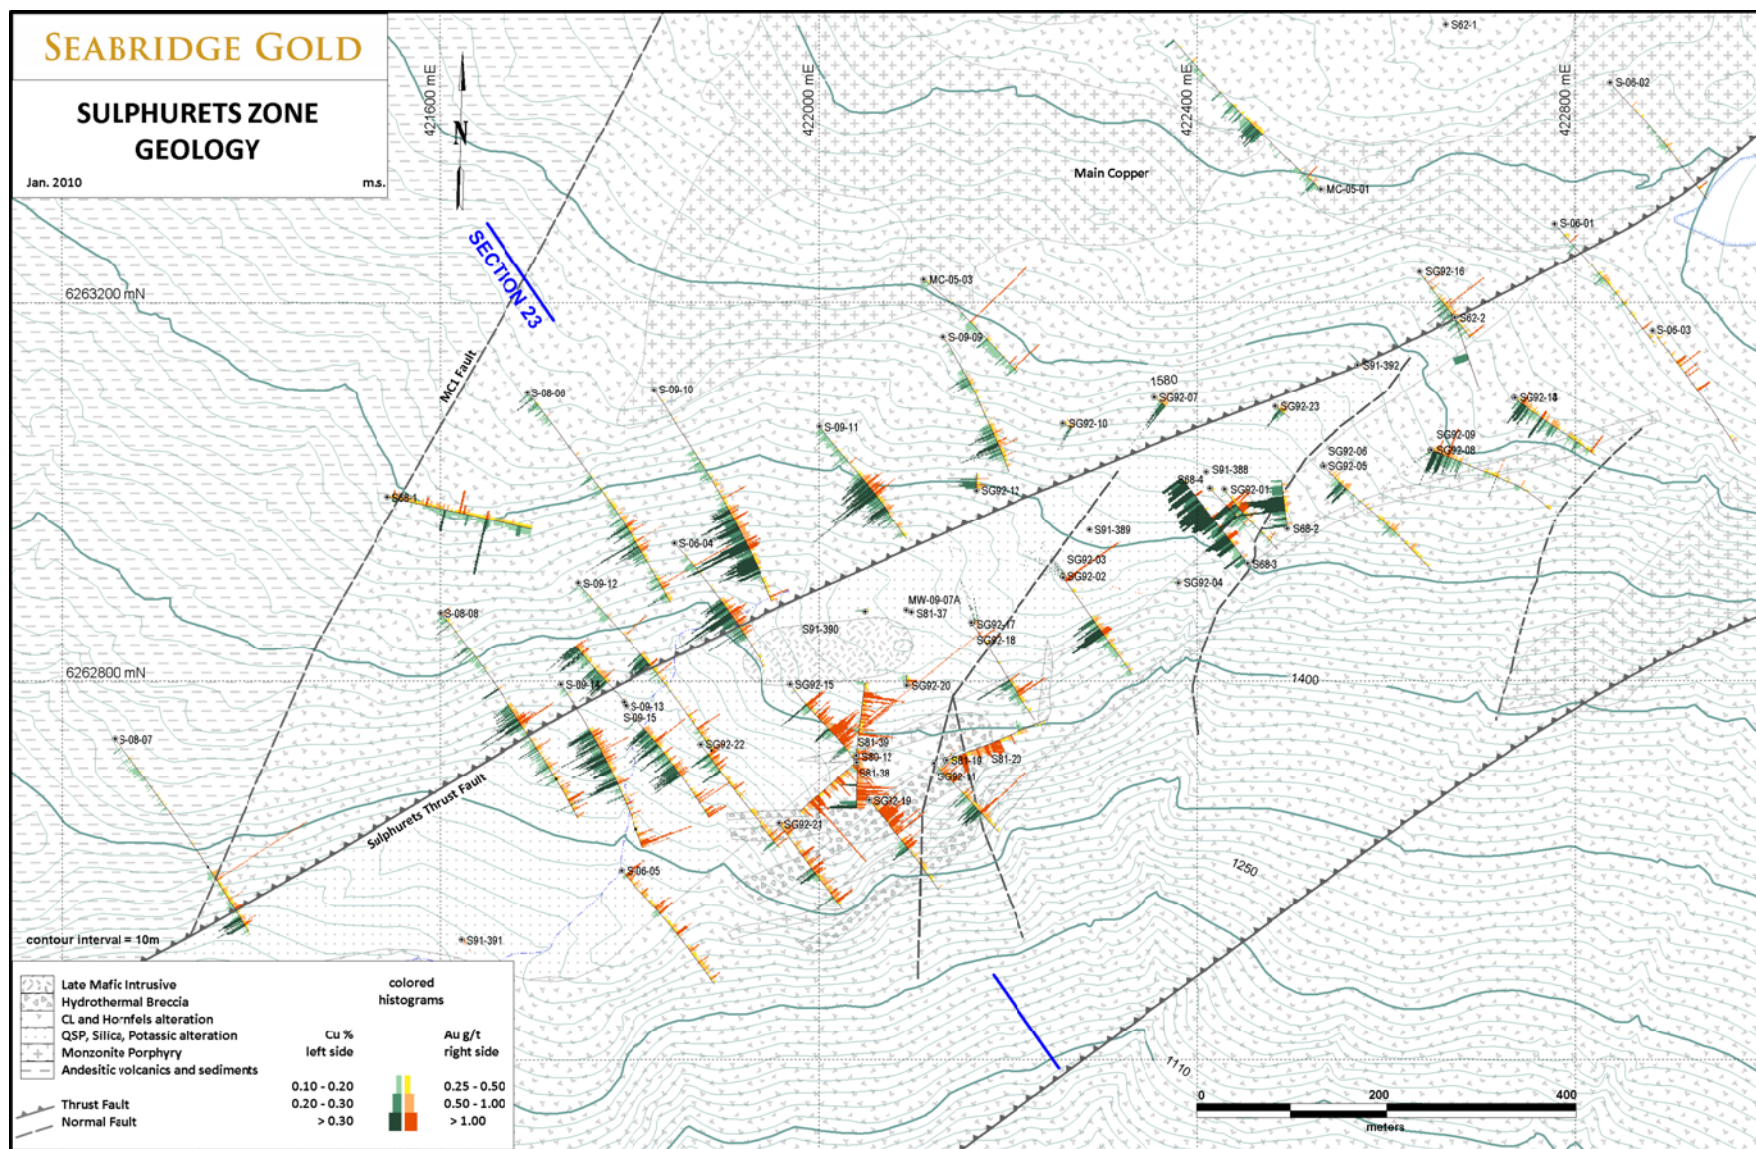 SEABRIDGE GOLD
SULPHURETS ZONE
GEOLOGY
Jan. 2010
m.s.
421600 mE
422000 mE
422400 mE
422800 mE
N
S62-1
S-06-02
Main Copper
MC-05-01
S-06-01
SECTION 23
MC-05-03
SG92-16
6263200 mN
S62-2
S-06-03
S-09-09
MC1 Fault
S91-392
1580
S-08-06
S-09-10
SG92-07
SG92-23
SG92-10
S-09-11
SG92-09
SG92-08
SG92-06
SG92-05
S91-388
S68-4
SG92-01
SG92-12
S68-1
S91-389
S68-2
S-06-04
SG92-03
SG92-02
S68-3
SG92-04
S-09-12
MW-09-07A
S81-37
S-08-08
S91-390
SG92-17
SG92-18
6262800 mN
S-09-14
SG92-15
SG92-20
1400
S-09-13
S-09-15
S-08-07
SG92-22
S81-39
S80-12
S81-38
S81-19
S81-20
SG92-11
Sulphurets Thrust Fault
SG92-19
SG92-21
S-06-05
1250
S91-391
contour interval = 10m
1110
Late Mafic Intrusive
Hydrothermal Breccia
CL and Hornfels alteration
QSP, Silica, Potassic alteration
Monzonite Porphyry
Andesitic volcanics and sediments
Thrust Fault
Normal Fault
colored
histograms
Cu % Au g/t
left side right side
0.10 - 0.20 0.25 - 0.50
0.20 - 0.30 0.50 - 1.00
> 0.30 > 1.00
0 200 400
meters